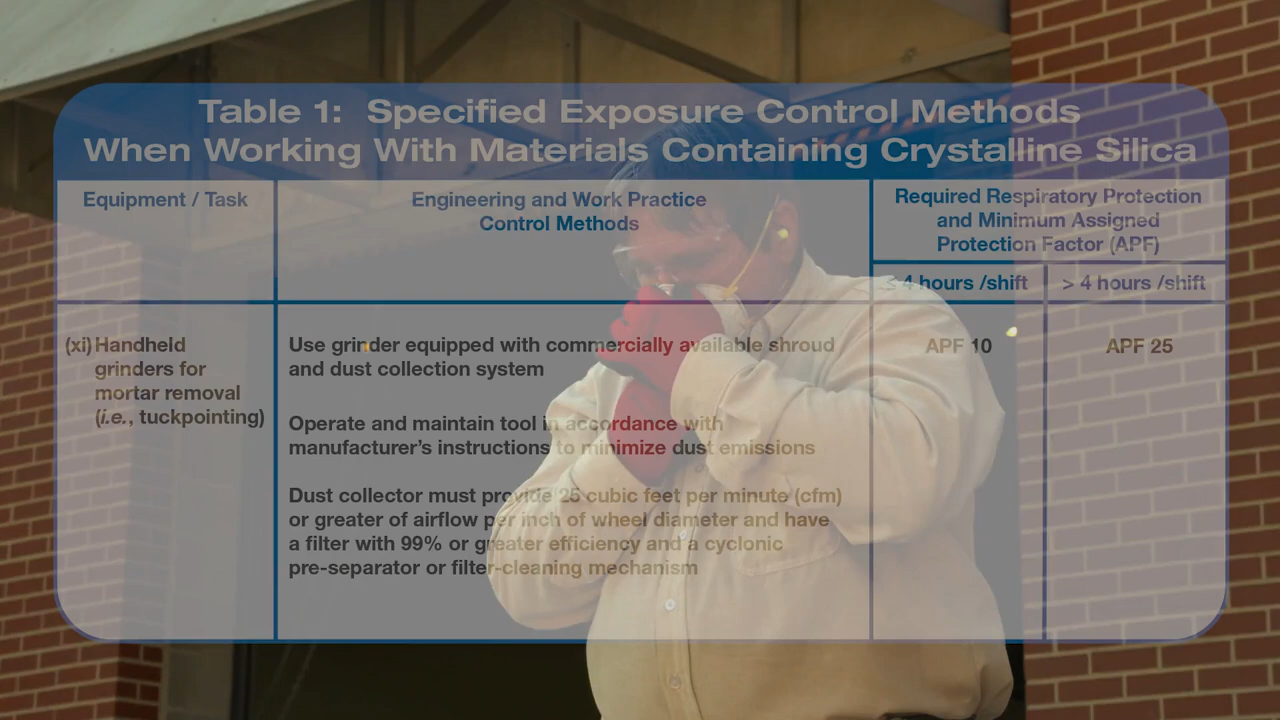 Table 1: Specified Exposure Control Methods
When Working With Materials Containing Crystalline Silica
Equipment / Task
Engineering and Work Practice
Control Methods
Required Respiratory Protection
and Minimum Assigned
Protection Factor (APF)
≤ 4 hours /shift
> 4 hours /shift
(xi) Handheld
grinders for
mortar removal
(i.e., tuckpointing)
Use grinder equipped with commercially available shroud
and dust collection system
Operate and maintain tool in accordance with
manufacturer's instructions to minimize dust emissions
Dust collector must provide 25 cubic feet per minute (cfm)
or greater of airflow per inch of wheel diameter and have
a filter with 99% or greater efficiency and a cyclonic
pre-separator or filter-cleaning mechanism
APF 10
APF 25